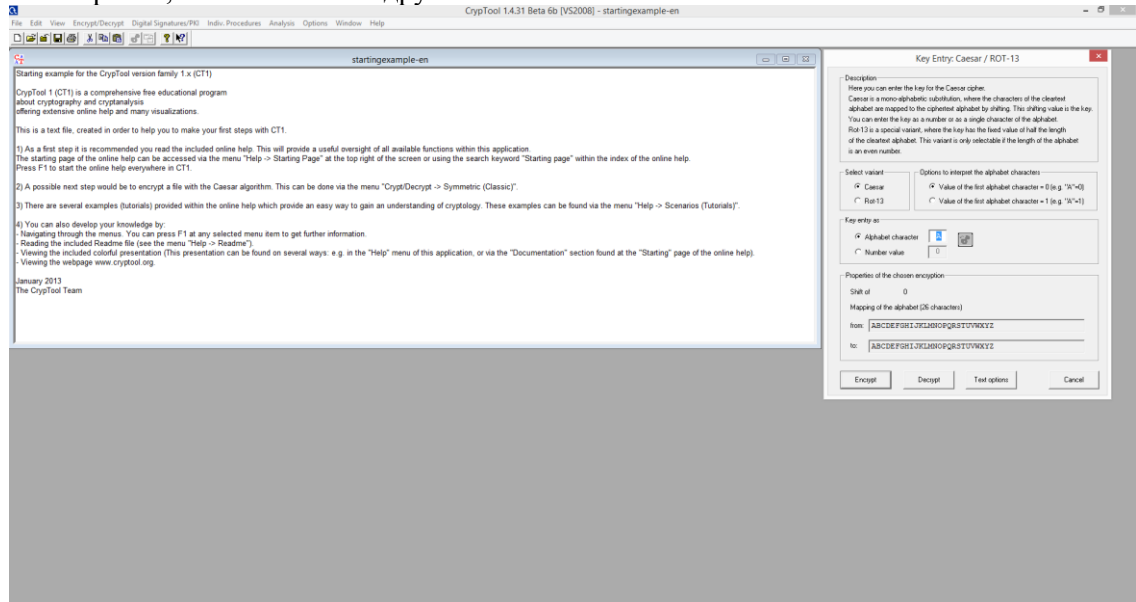 CrypTool 1.4.31 Beta 6b [VS2008] - startingexample-en
File Edit View Encrypt/Decrypt Digital Signatures/PKI Indiv. Procedures Analysis Options Window Help
startingexample-en
Starting example for the CrypTool version family 1.x (CT1)
CrypTool 1 (CT1) is a comprehensive free educational program
about cryptography and cryptanalysis
offering extensive online help and many visualizations.
This is a text file, created in order to help you to make your first steps with CT1.
1) As a first step it is recommended you read the included online help. This will provide a useful oversight of all available functions within this application.
The starting page of the online help can be accessed via the menu "Help -> Starting Page" at the top right of the screen or using the search keyword "Starting page" within the index of the online help.
Press F1 to start the online help everywhere in CT1.
2) A possible next step would be to encrypt a file with the Caesar algorithm. This can be done via the menu "Crypt/Decrypt -> Symmetric (Classic)".
3) There are several examples (tutorials) provided within the online help which provide an easy way to gain an understanding of cryptology. These examples can be found via the menu "Help -> Scenarios (Tutorials)".
4) You can also develop your knowledge by:
- Navigating through the menus. You can press F1 at any selected menu item to get further information.
- Reading the included Readme file (see the menu "Help -> Readme").
- Viewing the included colorful presentation (This presentation can be found on several ways: e.g. in the "Help" menu of this application, or via the "Documentation" section found at the "Starting" page of the online help).
- Viewing the webpage www.cryptool.org.
January 2013
The CrypTool Team
Key Entry: Caesar / ROT-13
Description
Here you can enter the key for the Caesar cipher.
Caesar is a mono-alphabetic substitution, where the characters of the cleartext
alphabet are mapped to the ciphertext alphabet by shifting. This shifting value is the key.
You can enter the key as a number or as a single character of the alphabet.
Rot-13 is a special variant, where the key has the fixed value of half the length
of the cleartext alphabet. This variant is only selectable if the length of the alphabet
is an even number.
Select variant
Caesar
Rot-13
Options to interpret the alphabet characters
Value of the first alphabet character = 0 (e.g. "A"=0)
Value of the first alphabet character = 1 (e.g. "A"=1)
Key entry as
Alphabet character A
Number value 0
Properties of the chosen encryption
Shift of 0
Mapping of the alphabet (26 characters)
from: ABCDEFGHIJKLMNOPQRSTUVWXYZ
to: ABCDEFGHIJKLMNOPQRSTUVWXYZ
Encrypt Decrypt Text options Cancel